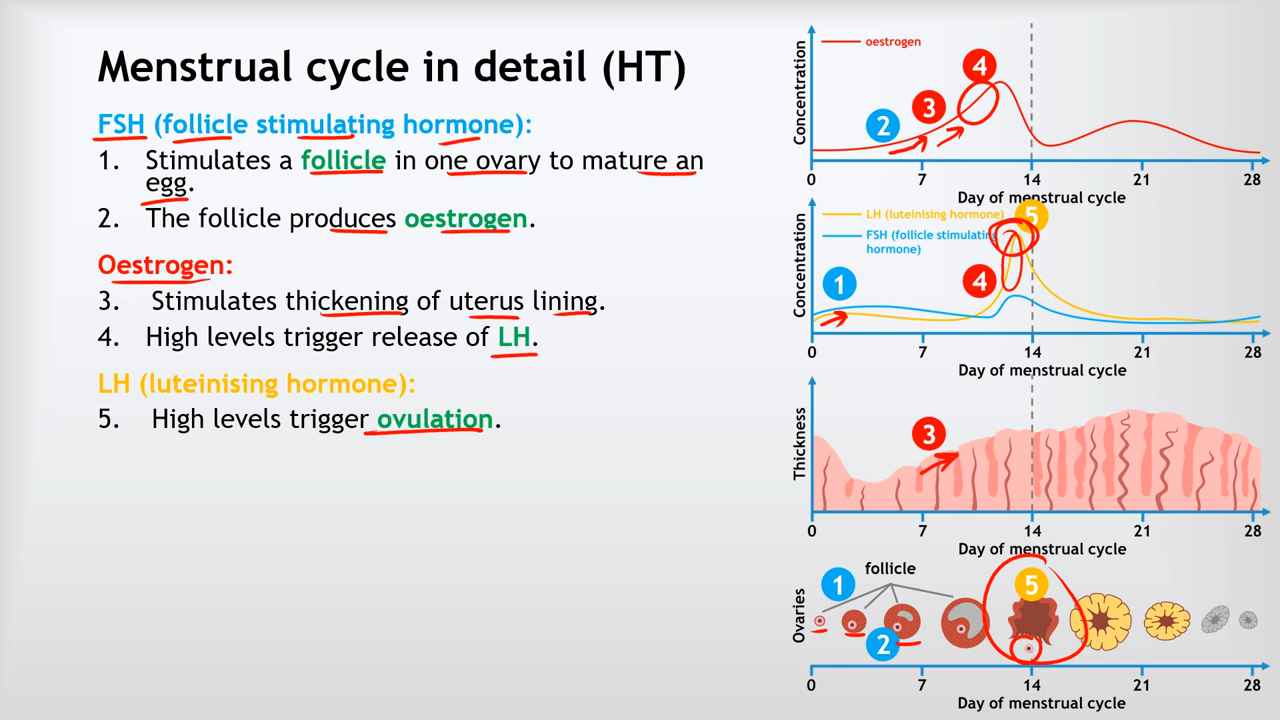 Menstrual cycle in detail (HT)
FSH (follicle stimulating hormone):
1. Stimulates a follicle in one ovary to mature an
egg.
2. The follicle produces oestrogen.
Oestrogen:
3. Stimulates thickening of uterus lining.
4. High levels trigger release of LH.
LH (luteinising hormone):
5. High levels trigger ovulation.
Concentration
oestrogen
2
3
4
0 7 14 21 28
Day of menstrual cycle
Concentration
LH (luteinising hormone)
FSH (follicle stimulating
hormone)
1
4
5
0 7 14 21 28
Day of menstrual cycle
Thickness
3
0 7 14 21 28
Day of menstrual cycle
Ovaries
follicle
1
2
5
0 7 14 21 28
Day of menstrual cycle